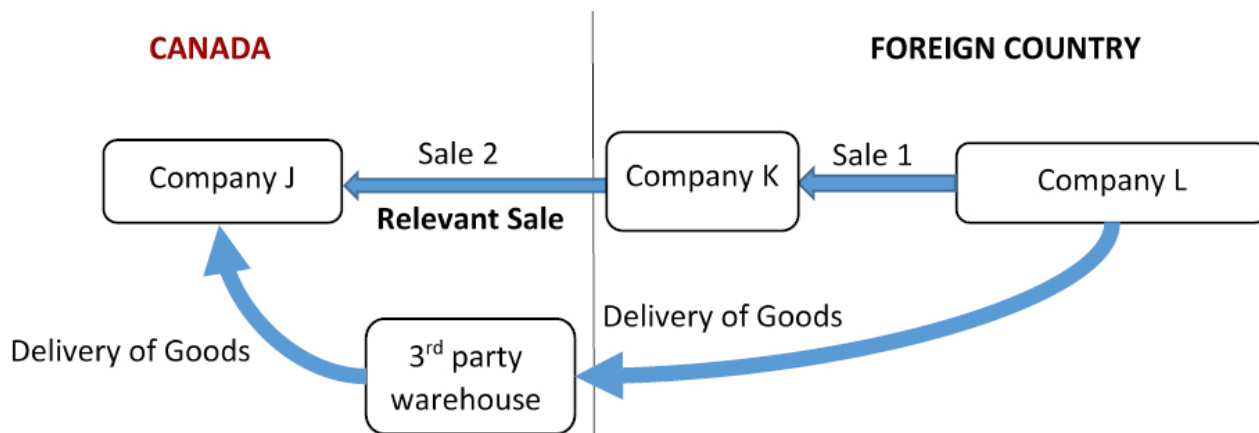 CANADA
FOREIGN COUNTRY
Sale 2
Sale 1
Company J
Company K
Company L
Relevant Sale
Delivery of Goods
Delivery of Goods
3rd party
warehouse